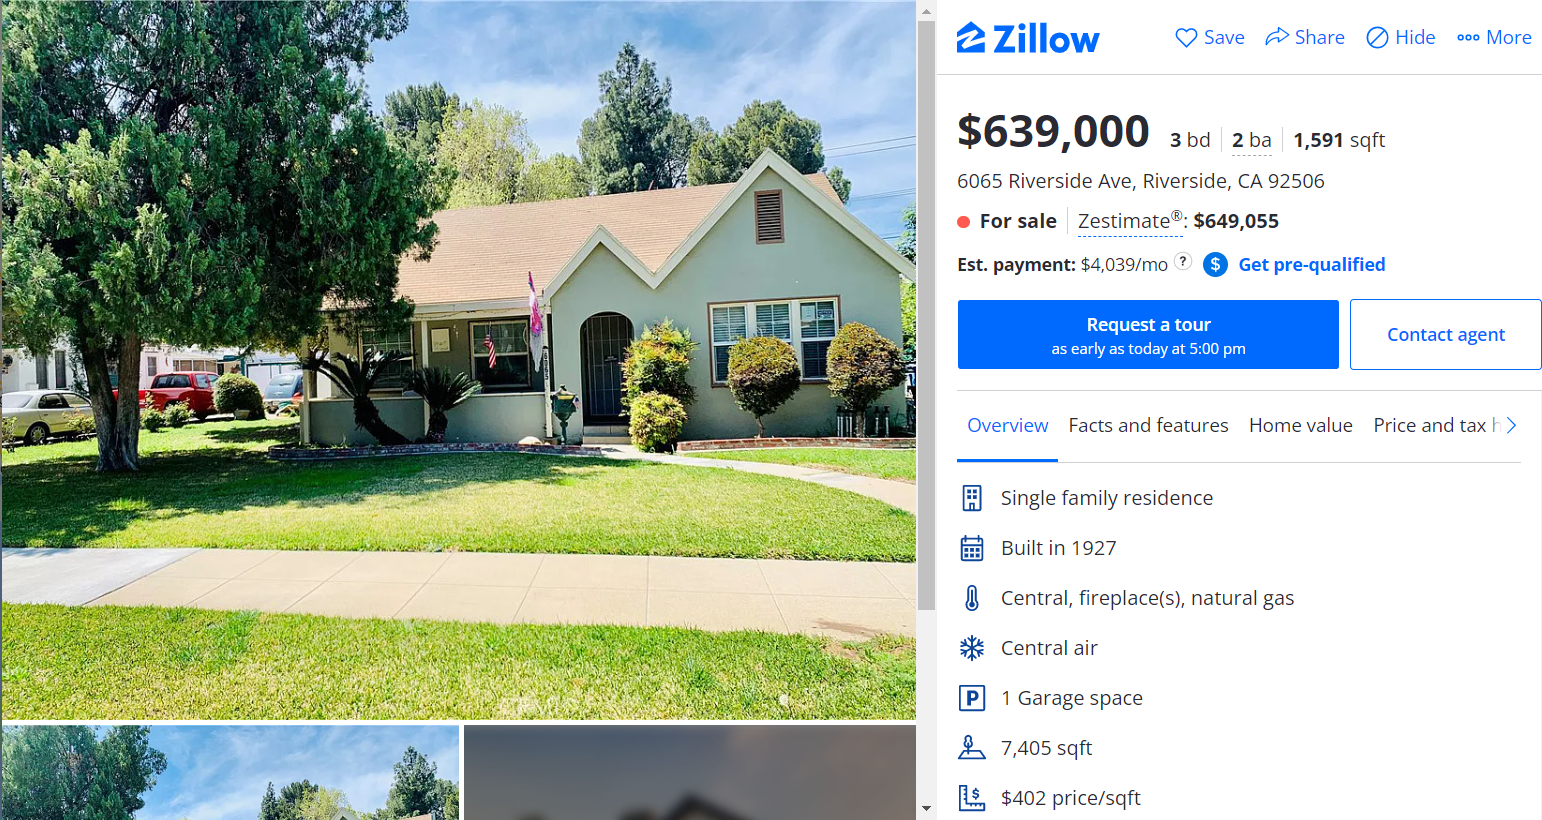 Zillow
Save Share Hide More
$639,000 3 bd 2 ba 1,591 sqft
6065 Riverside Ave, Riverside, CA 92506
For sale Zestimate®: $649,055
Est. payment: $4,039/mo ? $ Get pre-qualified
Request a tour
as early as today at 5:00 pm
Contact agent
Overview Facts and features Home value Price and tax h
Single family residence
Built in 1927
Central, fireplace(s), natural gas
Central air
P 1 Garage space
7,405 sqft
$ $402 price/sqft